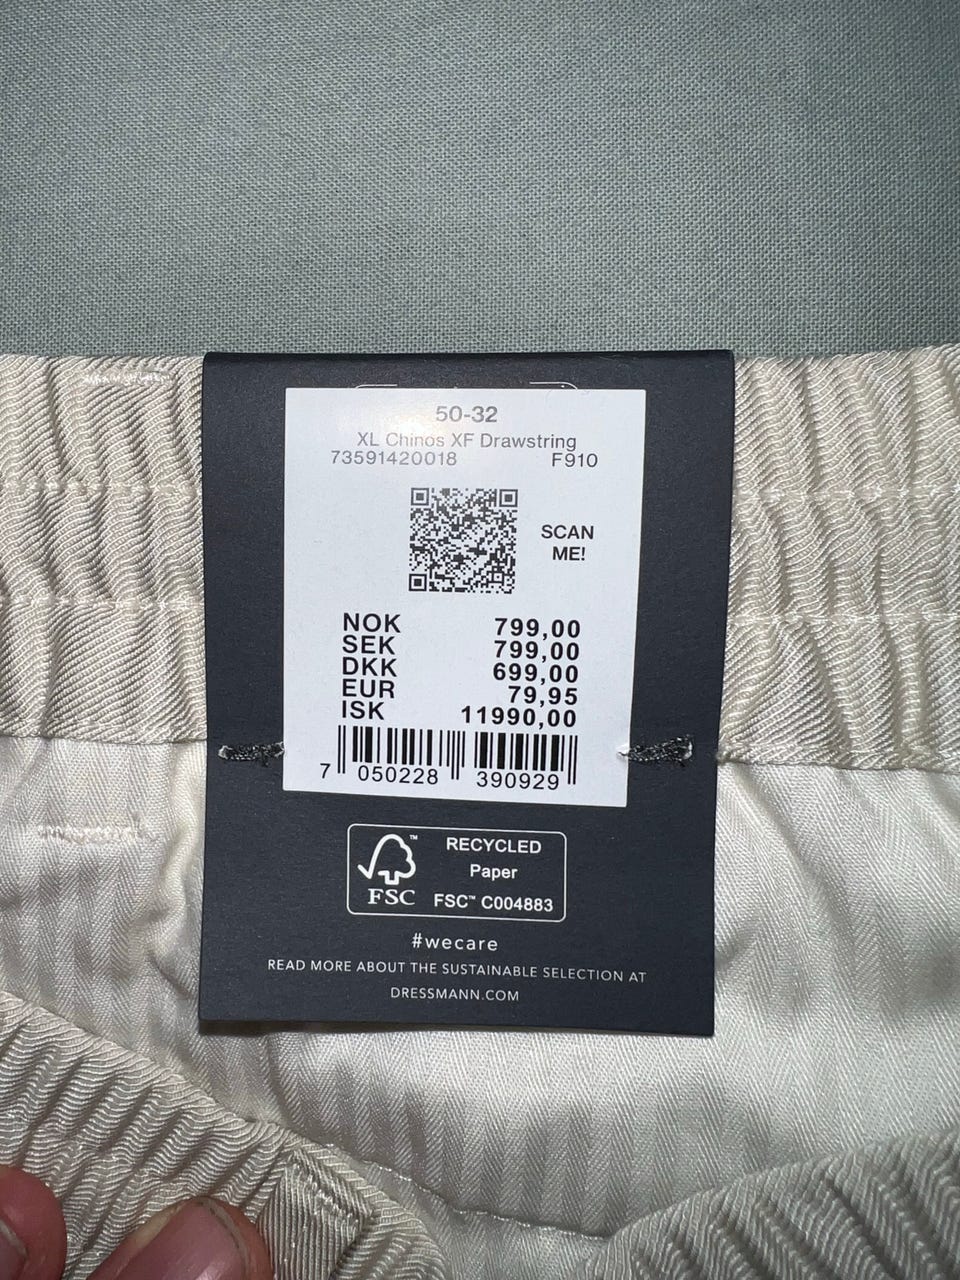 50-32
XL Chinos XF Drawstring
73591420018 F910
SCAN
ME!
NOK 799,00
SEK 799,00
DKK 699,00
EUR 79,95
ISK 11990,00
7 050228 390929
RECYCLED
Paper
FSC™ C004883
FSC
#wecare
READ MORE ABOUT THE SUSTAINABLE SELECTION AT
DRESSMANN.COM